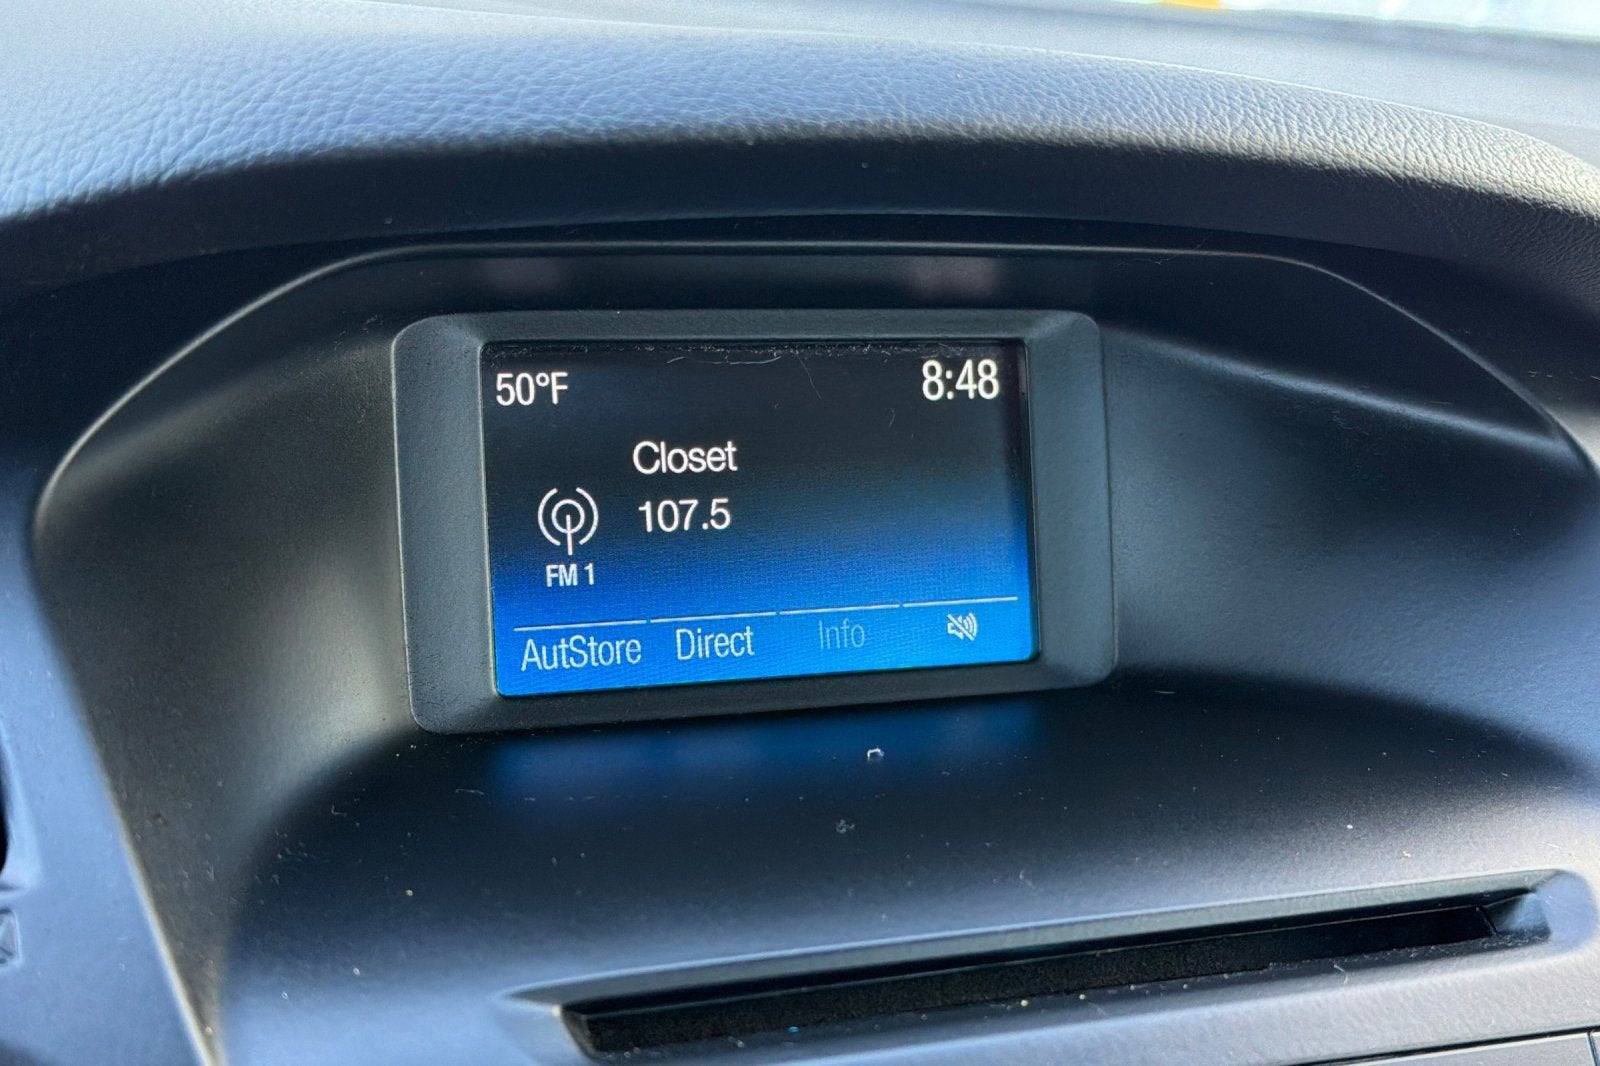 50°F
8:48
Closet
107.5
FM 1
AutStore
Direct
Info